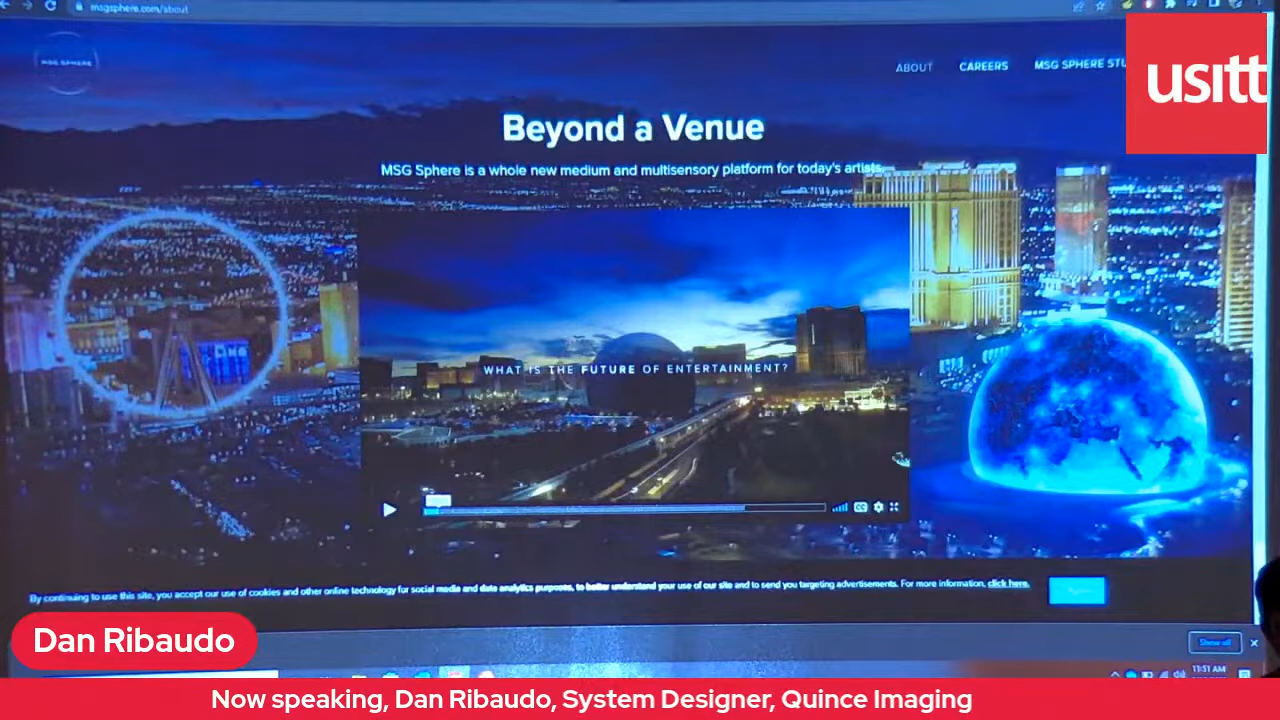 msgsphere.com/about
MSG SPHERE
ABOUT CAREERS MSG SPHERE STU
usitt
Beyond a Venue
MSG Sphere is a whole new medium and multisensory platform for today's artists.
WHAT IS THE FUTURE OF ENTERTAINMENT?
CC
By continuing to use this site, you accept our use of cookies and other online technology for social media and data analytics purposes, to better understand your use of our site and to send you targeting advertisements. For more information, click here.
Show all
11:51 AM
Dan Ribaudo
Now speaking, Dan Ribaudo, System Designer, Quince Imaging